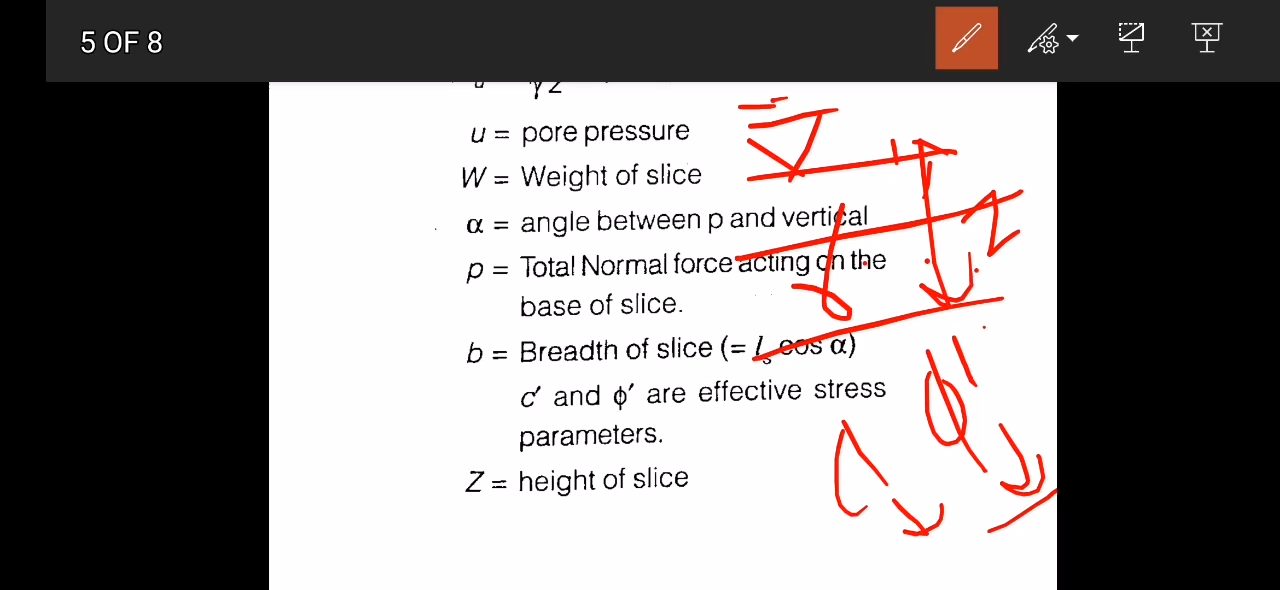 5 OF 8
γ Z
u = pore pressure
W = Weight of slice
α = angle between p and vertical
p = Total Normal force acting on the
base of slice.
b = Breadth of slice (= lₛ cos α)
c′ and ϕ′ are effective stress
parameters.
Z = height of slice
Z
ϕ′